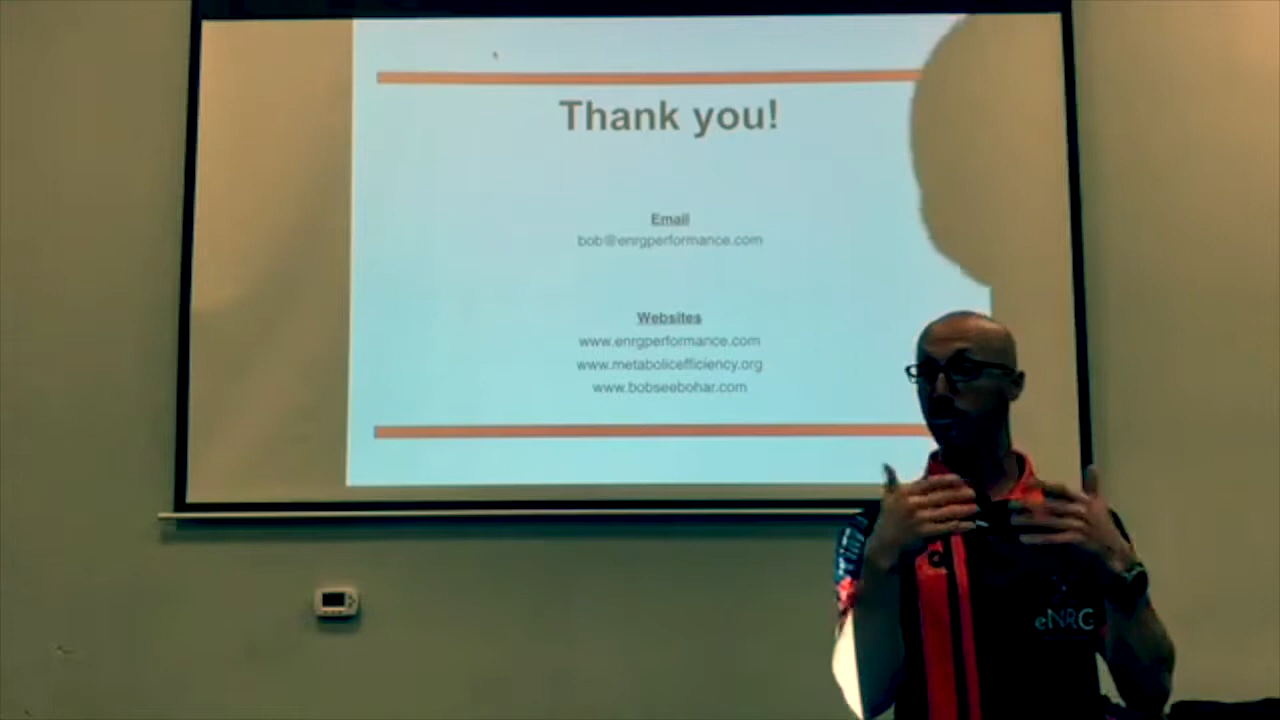 Thank you!
Email
bob@enrgperformance.com
Websites
www.enrgperformance.com
www.metabolicefficiency.org
www.bobseebohar.com
eNRG